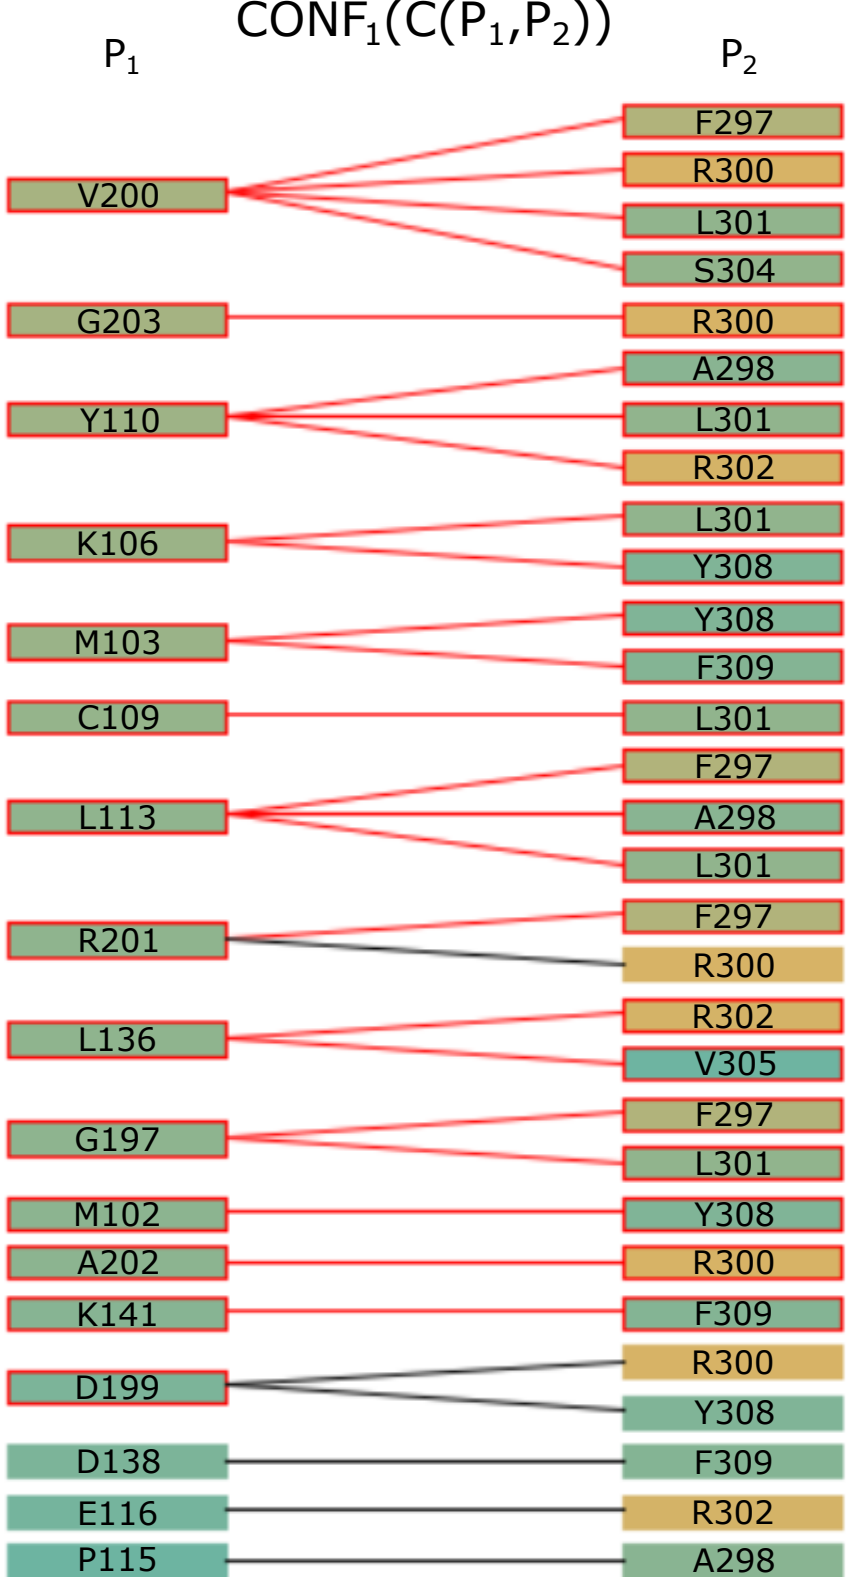 CONF₁(C(P₁,P₂))
P₁ P₂
F297
R300
V200
L301
S304
G203 R300
A298
Y110 L301
R302
L301
K106
Y308
Y308
M103
F309
C109 L301
F297
L113 A298
L301
F297
R201
R300
R302
L136
V305
F297
G197
L301
M102 Y308
A202 R300
K141 F309
R300
D199
Y308
D138 F309
E116 R302
P115 A298